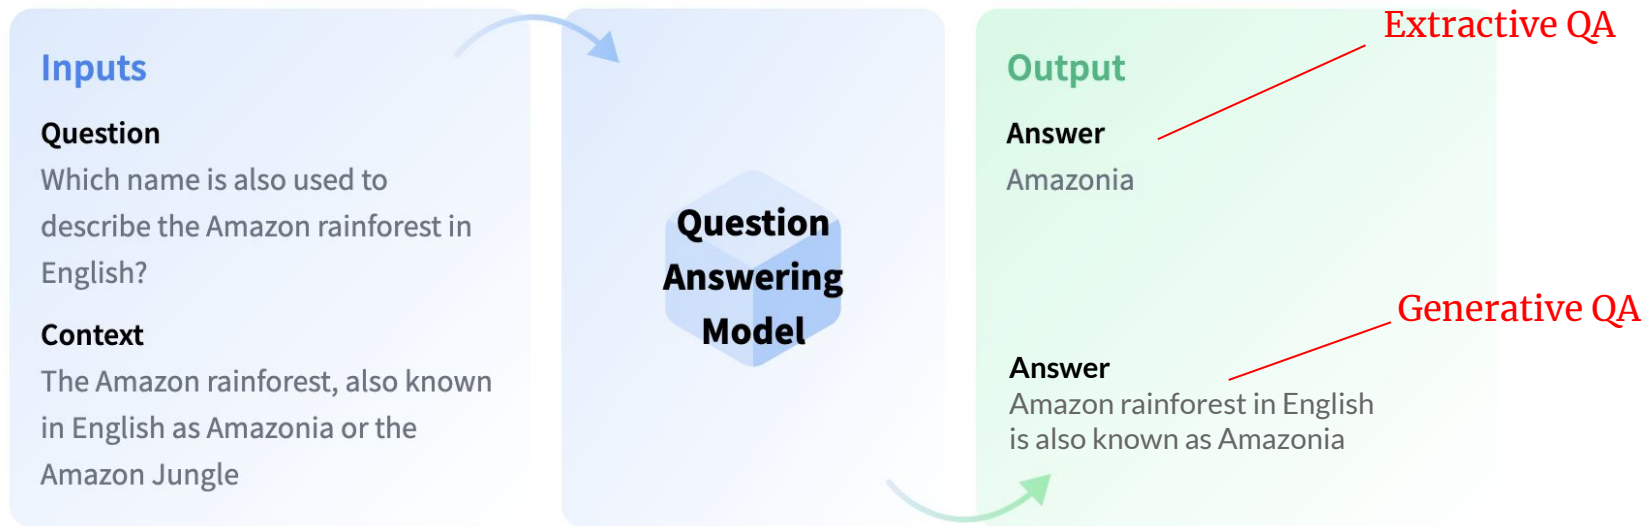 Inputs
Question
Which name is also used to
describe the Amazon rainforest in
English?
Context
The Amazon rainforest, also known
in English as Amazonia or the
Amazon Jungle
Question
Answering
Model
Extractive QA
Output
Answer
Amazonia
Generative QA
Answer
Amazon rainforest in English
is also known as Amazonia